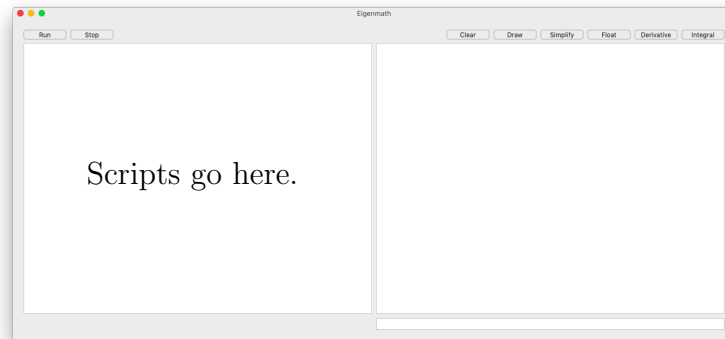 Eigenmath
Run Stop Clear Draw Simplify Float Derivative Integral
Scripts go here.